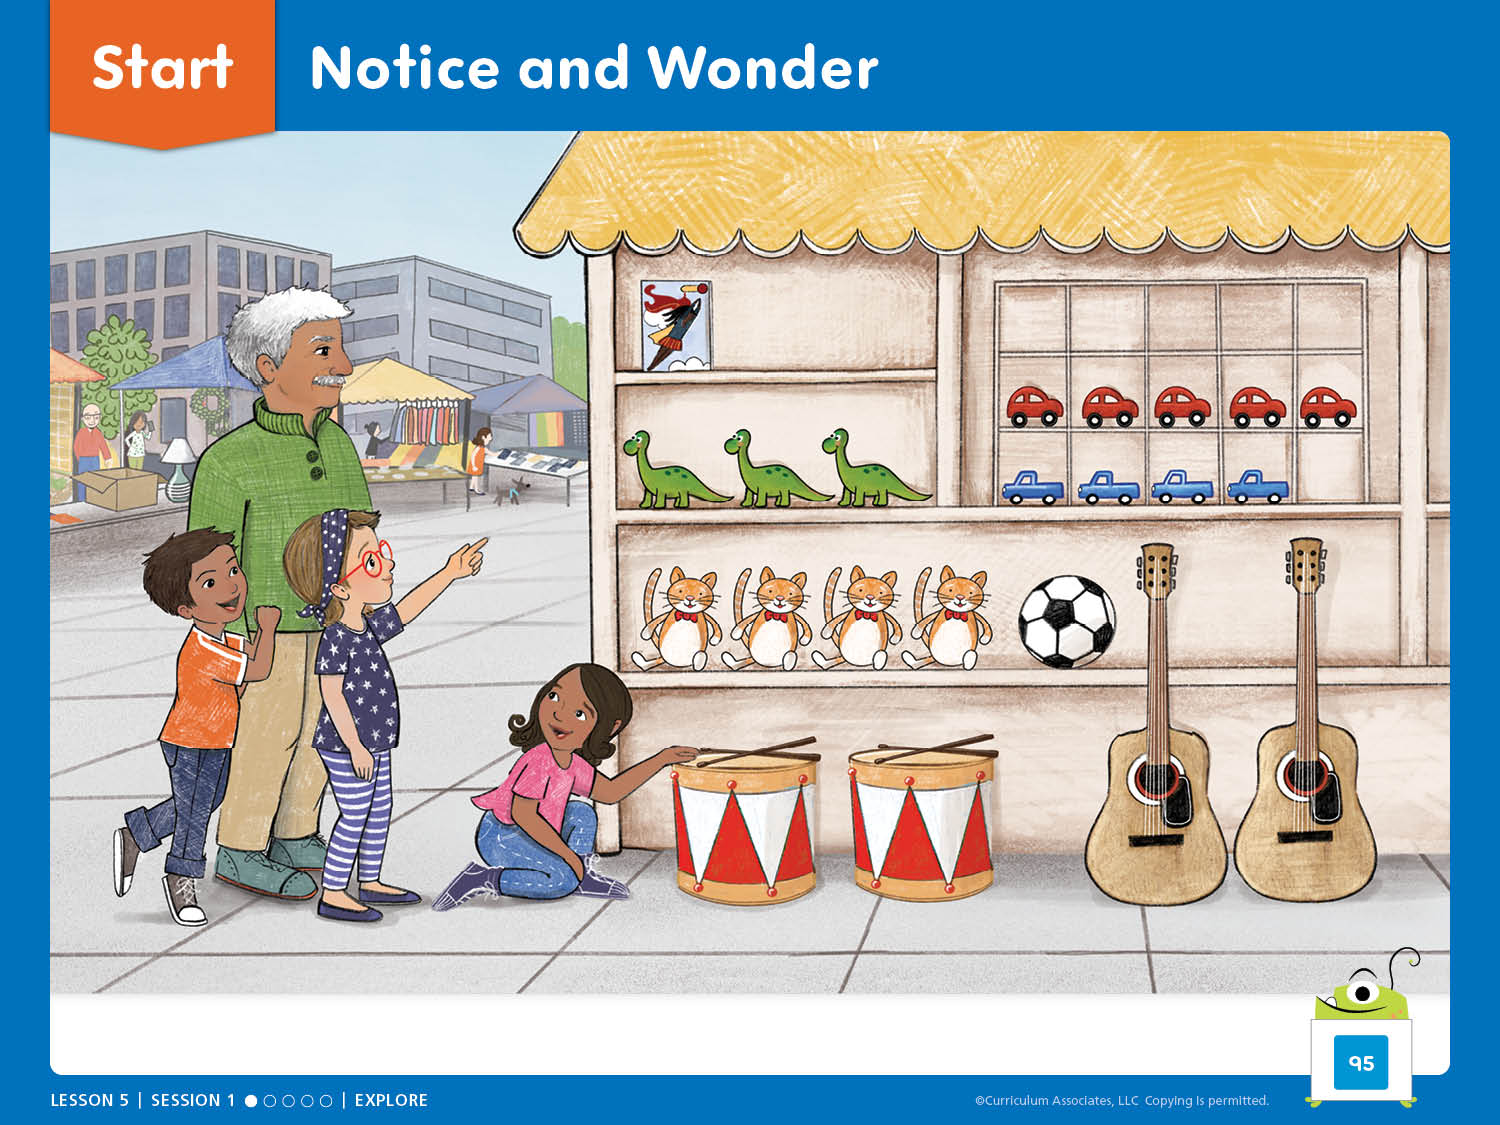 Start
Notice and Wonder
95
LESSON 5 | SESSION 1 ●○○○○ | EXPLORE
©Curriculum Associates, LLC Copying is permitted.